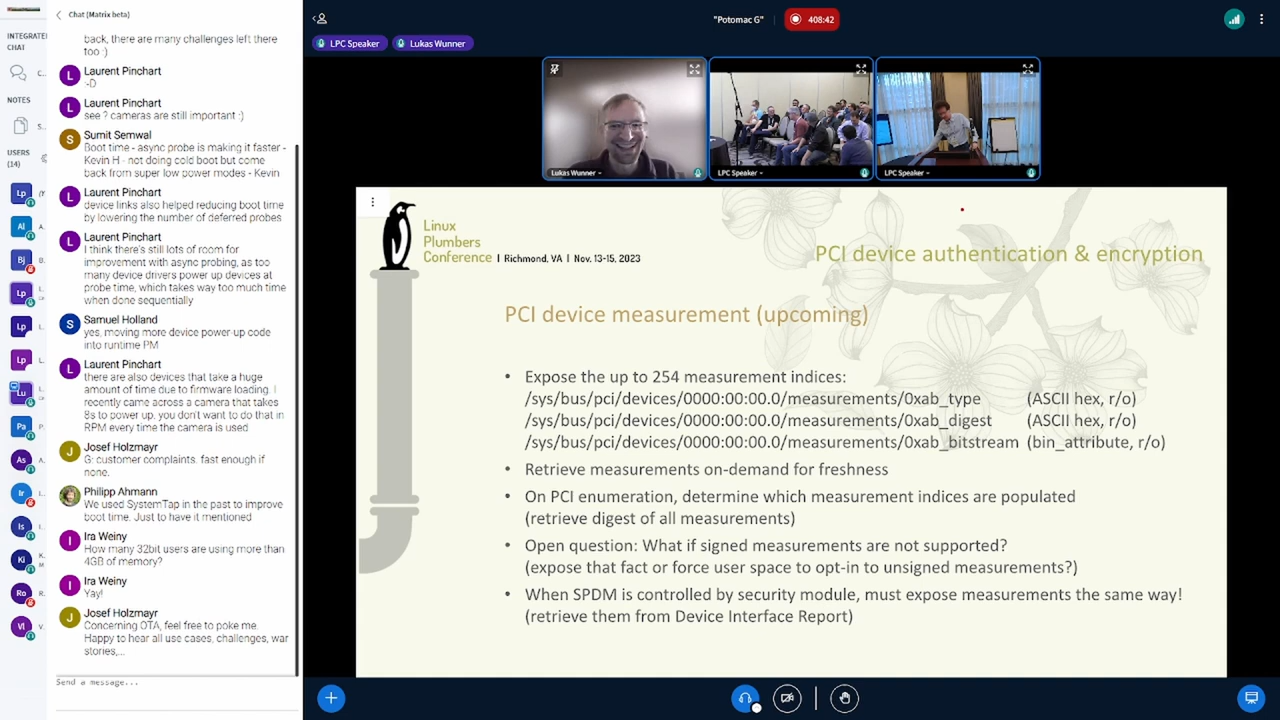 INTEGRATE
CHAT
C..
NOTES
S..
USERS
(14)
Lp
Al
Bj
L.
Lp
L.
Lp
L.
Lp
L.
Lu
L.
Pa
P..
As
A..
Ir
I..
Is
I..
Ki
Ro
R..
Vl
V.
Chat [Matrix beta]
back, there are many challenges left there
too :)
L
Laurent Pinchart
:-D
L
Laurent Pinchart
see ? cameras are still important :)
S
Sumit Semwal
Boot time - async probe is making it faster -
Kevin H - not doing cold boot but come
back from super low power modes - Kevin
L
Laurent Pinchart
device links also helped reducing boot time
by lowering the number of deferred probes
L
Laurent Pinchart
I think there's still lots of room for
improvement with async probing, as too
many device drivers power up devices at
probe time, which takes way too much time
when done sequentially
S
Samuel Holland
yes, moving more device power-up code
into runtime PM
L
Laurent Pinchart
there are also devices that take a huge
amount of time due to firmware loading. I
recently came across a camera that takes
8s to power up, you don't want to do that in
RPM every time the camera is used
J
Josef Holzmayr
G: customer complaints. fast enough if
none.
Philipp Ahmann
We used SystemTap in the past to improve
boot time. Just to have it mentioned
I
Ira Weiny
How many 32bit users are using more than
4GB of memory?
I
Ira Weiny
Yay!
J
Josef Holzmayr
Concerning OTA, feel free to poke me.
Happy to hear all use cases, challenges, war
stories,...
Send a message...
"Potomac G"
408:42
LPC Speaker
Lukas Wunner
Lukas Wunner
LPC Speaker
LPC Speaker
Linux
Plumbers
Conference | Richmond, VA | Nov. 13-15, 2023
PCI device authentication & encryption
PCI device measurement (upcoming)
• Expose the up to 254 measurement indices:
/sys/bus/pci/devices/0000:00:00.0/measurements/0xab_type (ASCII hex, r/o)
/sys/bus/pci/devices/0000:00:00.0/measurements/0xab_digest (ASCII hex, r/o)
/sys/bus/pci/devices/0000:00:00.0/measurements/0xab_bitstream (bin_attribute, r/o)
• Retrieve measurements on-demand for freshness
• On PCI enumeration, determine which measurement indices are populated
(retrieve digest of all measurements)
• Open question: What if signed measurements are not supported?
(expose that fact or force user space to opt-in to unsigned measurements?)
• When SPDM is controlled by security module, must expose measurements the same way!
(retrieve them from Device Interface Report)